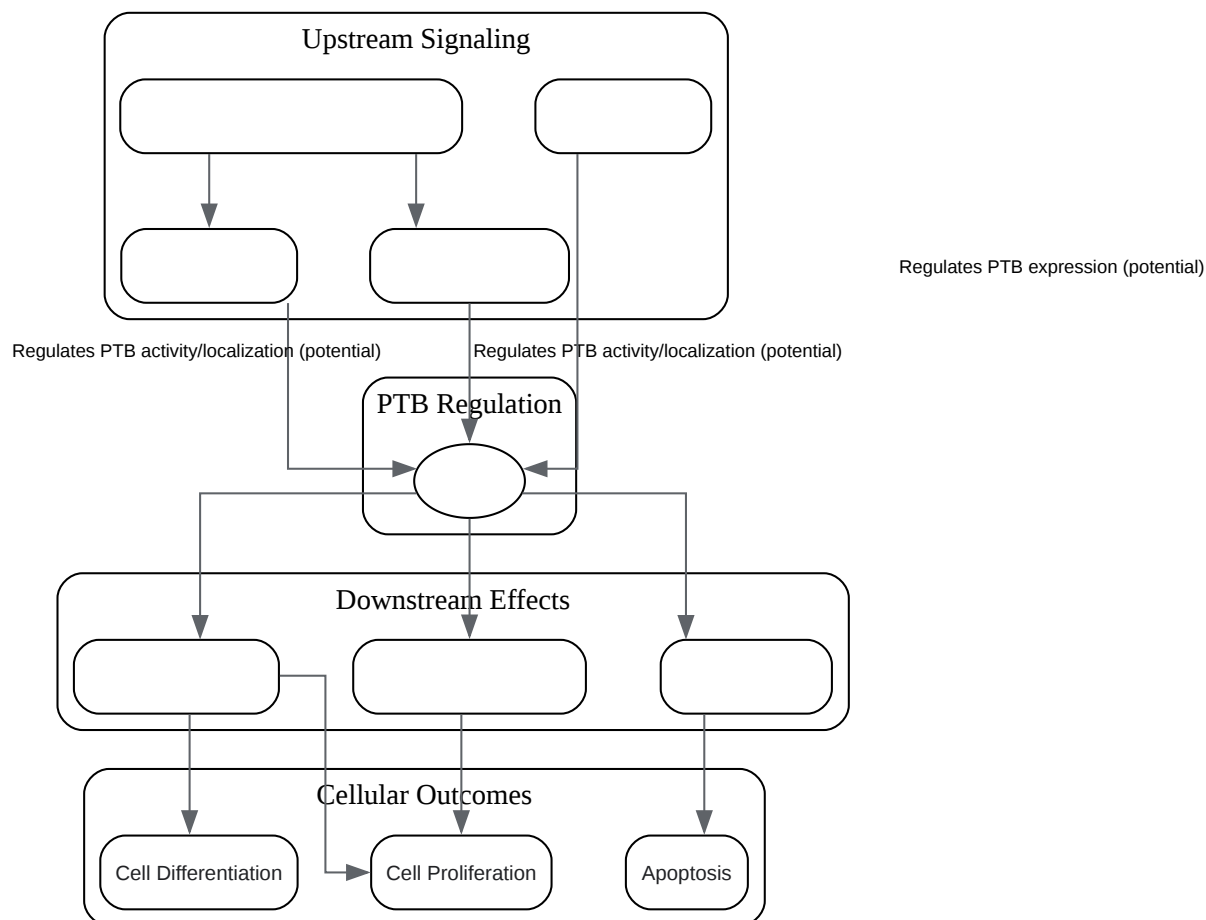 Upstream Signaling
Regulates PTB expression (potential)
Regulates PTB activity/localization (potential)
Regulates PTB activity/localization (potential)
PTB Regulation
Downstream Effects
Cellular Outcomes
Cell Differentiation
Cell Proliferation
Apoptosis